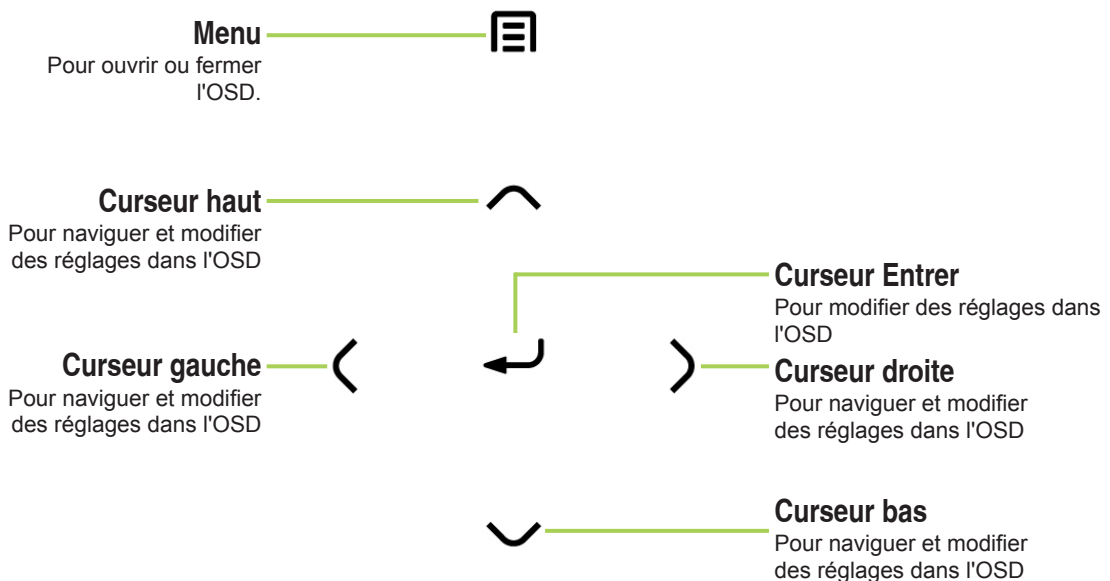 Menu
Pour ouvrir ou fermer
l'OSD.
Curseur haut
Pour naviguer et modifier
des réglages dans l'OSD
Curseur Entrer
Pour modifier des réglages dans
l'OSD
Curseur gauche
Pour naviguer et modifier
des réglages dans l'OSD
Curseur droite
Pour naviguer et modifier
des réglages dans l'OSD
Curseur bas
Pour naviguer et modifier
des réglages dans l'OSD